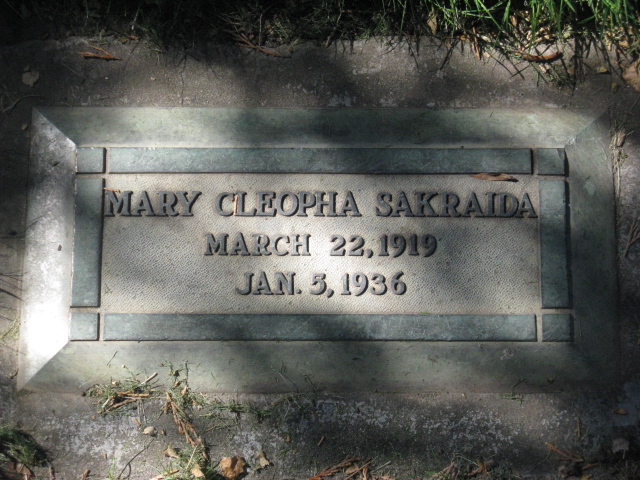 MARY CLEOPHA SAKRAIDA
MARCH 22, 1919
JAN. 5, 1936